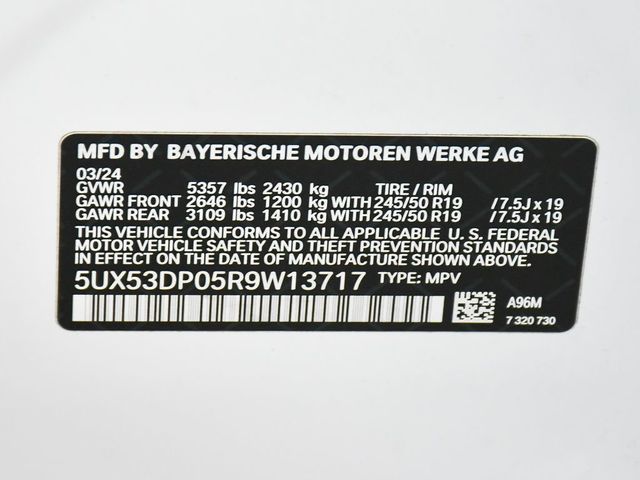 MFD BY BAYERISCHE MOTOREN WERKE AG
03/24
GVWR 5357 lbs 2430 kg TIRE / RIM
GAWR FRONT 2646 lbs 1200 kg WITH 245/50 R19 /7.5J x 19
GAWR REAR 3109 lbs 1410 kg WITH 245/50 R19 /7.5J x 19
THIS VEHICLE CONFORMS TO ALL APPLICABLE U. S. FEDERAL
MOTOR VEHICLE SAFETY AND THEFT PREVENTION STANDARDS
IN EFFECT ON THE DATE OF MANUFACTURE SHOWN ABOVE.
5UX53DP05R9W13717 TYPE: MPV
A96M
7 320 730